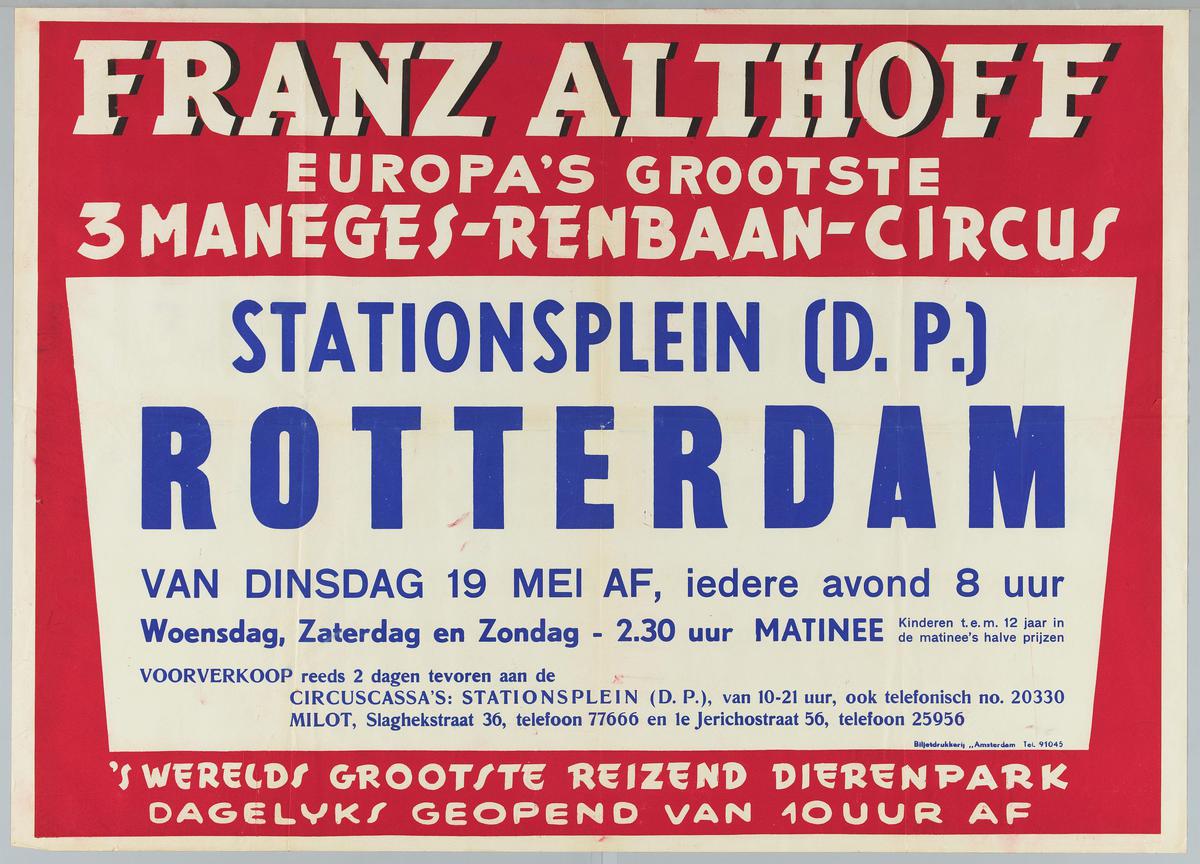 FRANZ ALTHOFF
EUROPA'S GROOTSTE
3 MANEGES-RENBAAN-CIRCUS
STATIONSPLEIN (D. P.)
ROTTERDAM
VAN DINSDAG 19 MEI AF, iedere avond 8 uur
Woensdag, Zaterdag en Zondag - 2.30 uur MATINEE Kinderen t.e.m. 12 jaar in
de matinee's halve prijzen
VOORVERKOOP reeds 2 dagen tevoren aan de
CIRCUSCASSA'S: STATIONSPLEIN (D. P.), van 10-21 uur, ook telefonisch no. 20330
MILOT, Slaghekstraat 36, telefoon 77666 en 1e Jerichostraat 56, telefoon 25956
Biljetdrukkerij „Amsterdam Tel. 91045
'S WERELDS GROOTSTE REIZEND DIERENPARK
DAGELYKS GEOPEND VAN 10 UUR AF